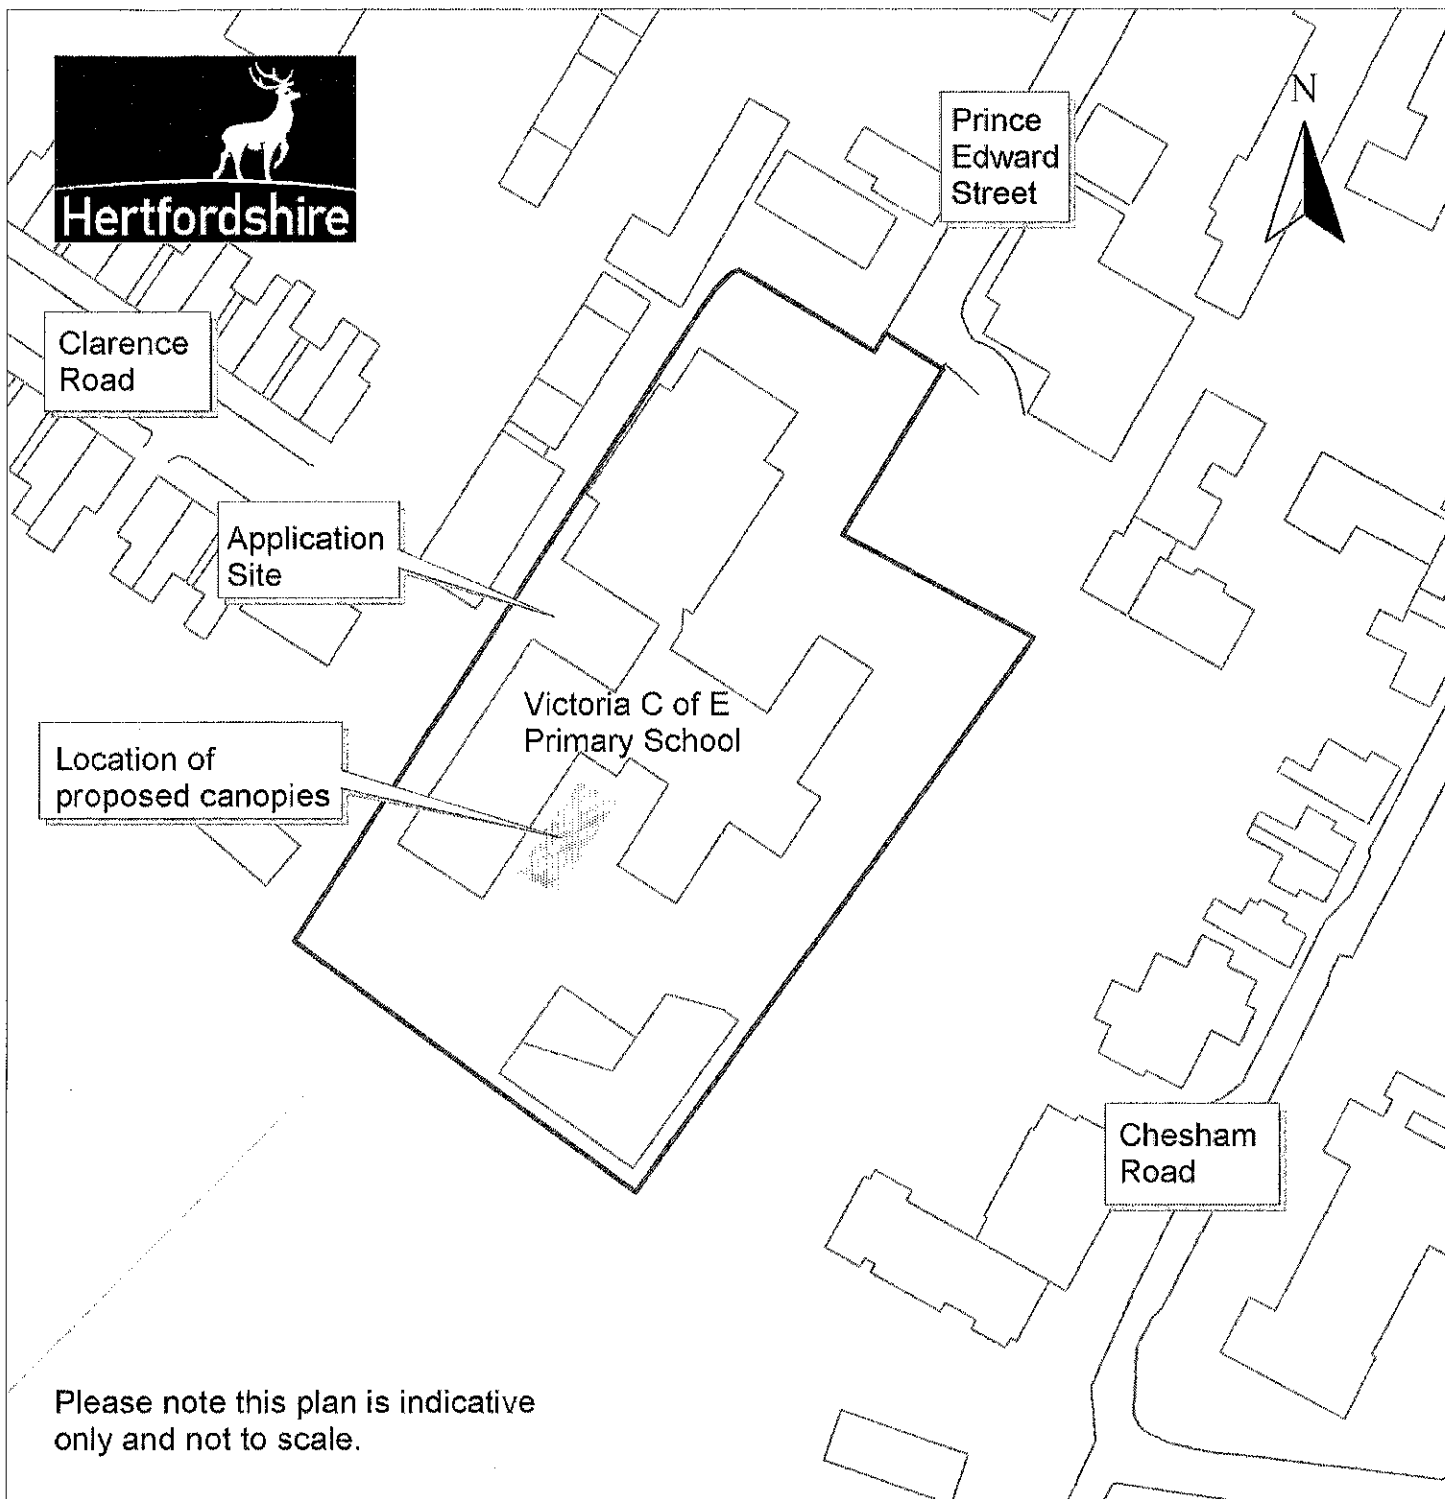 Hertfordshire
Prince
Edward
Street
N
Clarence
Road
Application
Site
Victoria C of E
Primary School
Location of
proposed canopies
Chesham
Road
Please note this plan is indicative
only and not to scale.